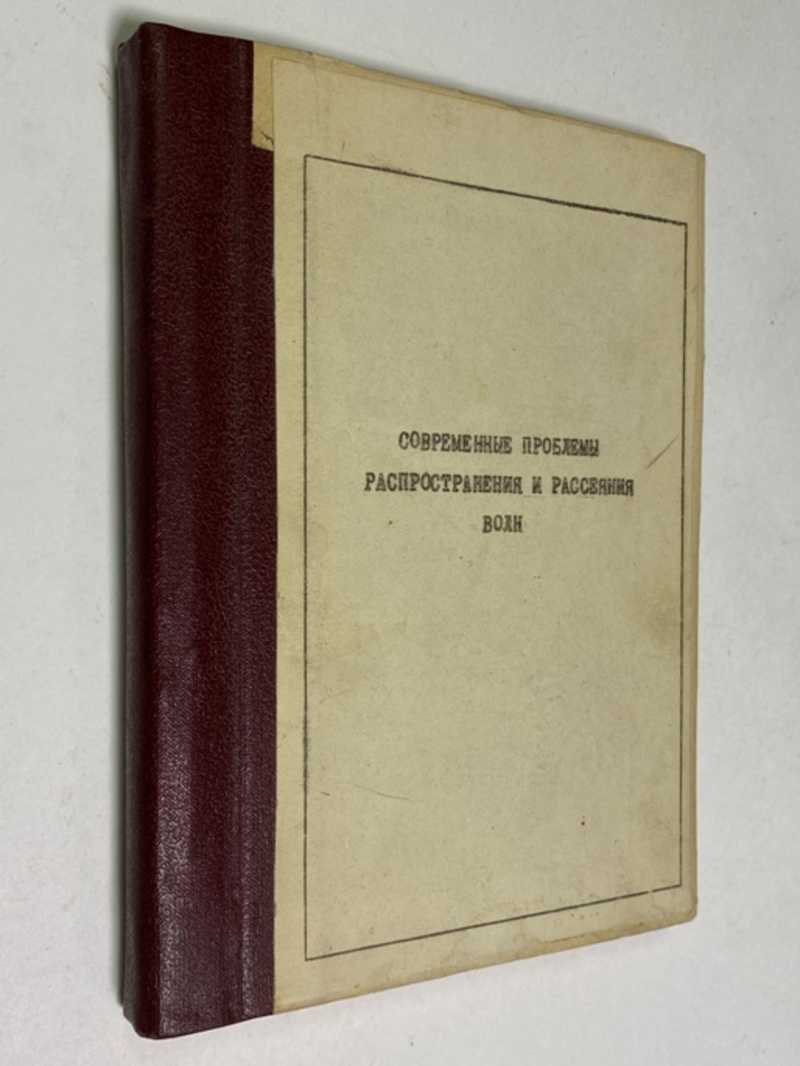 СОВРЕМЕННЫЕ ПРОБЛЕМЫ
РАСПРОСТРАНЕНИЯ И РАССЕЯНИЯ
ВОЛН